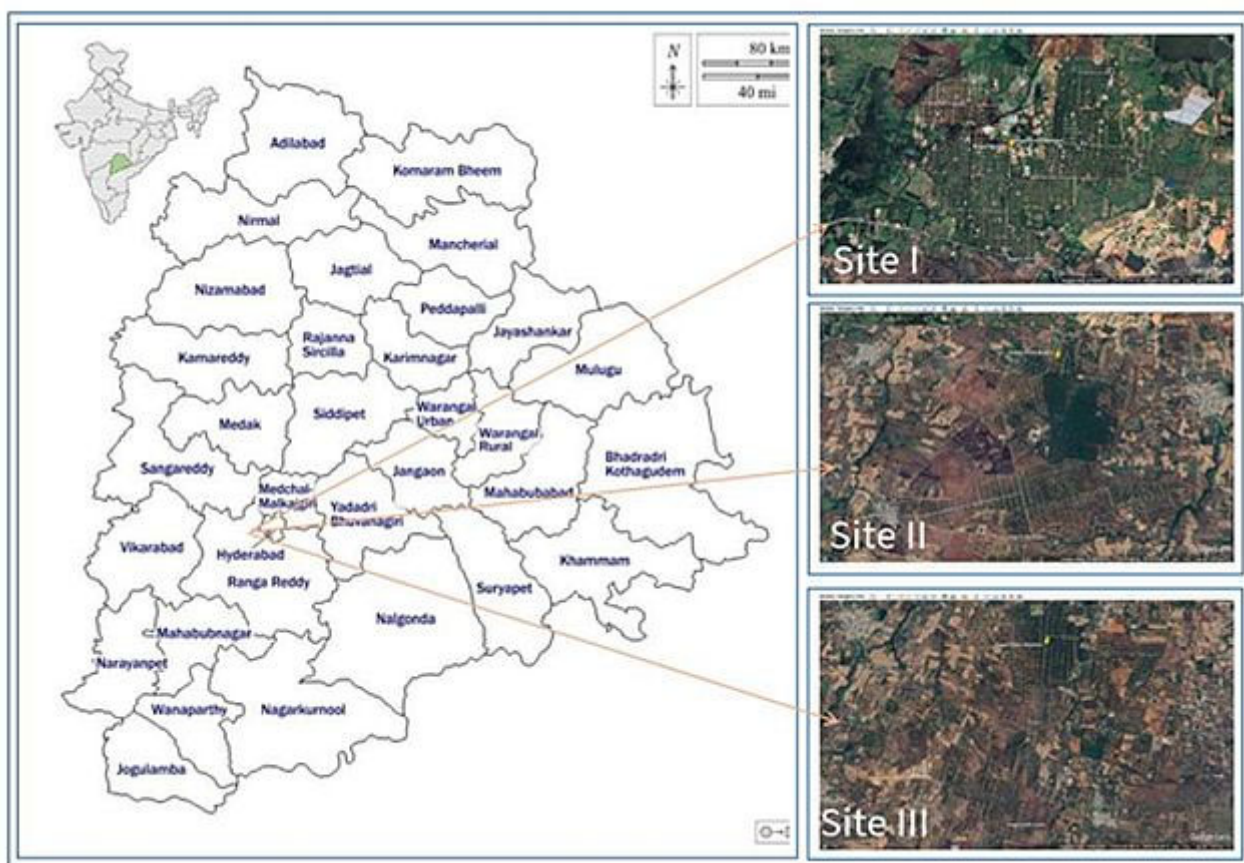 N
80 km
40 mi
Adilabad
Komaram Bheem
Nirmal
Mancherial
Jagtial
Nizamabad
Peddapalli
Jayashankar
Rajanna
Sircilla
Kamareddy
Karimnagar
Mulugu
Siddipet
Warangal
Urban
Medak
Warangal
Rural
Bhadradri
Kothagudem
Sangareddy
Jangaon
Medchal-
Malkajgiri
Yadadri
Bhuvanagiri
Mahabubabad
Vikarabad
Hyderabad
Khammam
Ranga Reddy
Suryapet
Nalgonda
Mahabubnagar
Narayanpet
Wanaparthy
Nagarkurnool
Jogulamba
Site I
Site II
Site III